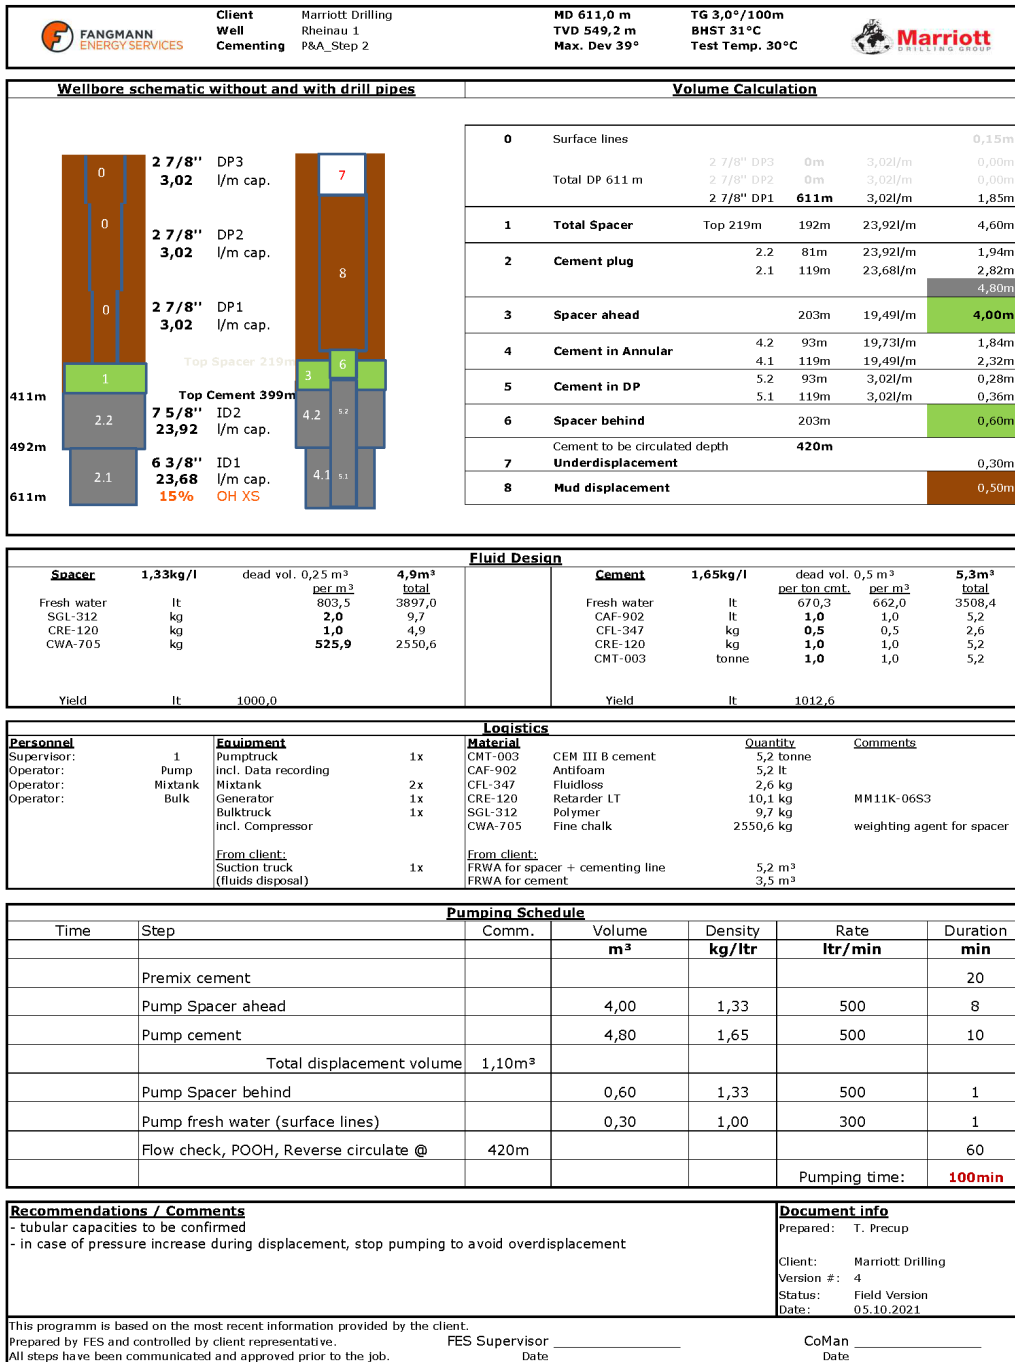 FANGMANN
ENERGY SERVICES
Client Marriott Drilling MD 611,0 m TG 3,0°/100m
Well Rheinau 1 TVD 549,2 m BHST 31°C
Cementing P&A_Step 2 Max. Dev 39° Test Temp. 30°C
Marriott
DRILLING GROUP
Wellbore schematic without and with drill pipes
0
2 7/8'' DP3
3,02 l/m cap.
7
0
2 7/8'' DP2
3,02 l/m cap.
8
0
2 7/8'' DP1
3,02 l/m cap.
Top Spacer 219m
6
1
3
411m
Top Cement 399m
2.2
7 5/8'' ID2
23,92 l/m cap.
4.2
5.2
492m
2.1
6 3/8'' ID1
23,68 l/m cap.
4.1
5.1
611m
15% OH XS
Volume Calculation
0 Surface lines 0,15m
2 7/8" DP3 0m 3,02l/m 0,00m
Total DP 611 m 2 7/8" DP2 0m 3,02l/m 0,00m
2 7/8" DP1 611m 3,02l/m 1,85m
1 Total Spacer Top 219m 192m 23,92l/m 4,60m
2 Cement plug 2.2 81m 23,92l/m 1,94m
2.1 119m 23,68l/m 2,82m
4,80m
3 Spacer ahead 203m 19,49l/m 4,00m
4 Cement in Annular 4.2 93m 19,73l/m 1,84m
4.1 119m 19,49l/m 2,32m
5 Cement in DP 5.2 93m 3,02l/m 0,28m
5.1 119m 3,02l/m 0,36m
6 Spacer behind 203m 0,60m
Cement to be circulated depth 420m
7 Underdisplacement 0,30m
8 Mud displacement 0,50m
Fluid Design
Spacer 1,33kg/l dead vol. 0,25 m³ 4,9m³
per m³ total
Fresh water lt 803,5 3897,0
SGL-312 kg 2,0 9,7
CRE-120 kg 1,0 4,9
CWA-705 kg 525,9 2550,6
Yield lt 1000,0
Cement 1,65kg/l dead vol. 0,5 m³ 5,3m³
per ton cmt. per m³ total
Fresh water lt 670,3 662,0 3508,4
CAF-902 lt 1,0 1,0 5,2
CFL-347 kg 0,5 0,5 2,6
CRE-120 kg 1,0 1,0 5,2
CMT-003 tonne 1,0 1,0 5,2
Yield lt 1012,6
Logistics
Personnel Equipment Material Quantity Comments
Supervisor: 1 Pumptruck 1x CMT-003 CEM III B cement 5,2 tonne
Operator: Pump incl. Data recording CAF-902 Antifoam 5,2 lt
Operator: Mixtank Mixtank 2x CFL-347 Fluidloss 2,6 kg
Operator: Bulk Generator 1x CRE-120 Retarder LT 10,1 kg MM11K-06S3
Bulktruck 1x SGL-312 Polymer 9,7 kg
incl. Compressor CWA-705 Fine chalk 2550,6 kg weighting agent for spacer
From client: From client:
Suction truck 1x FRWA for spacer + cementing line 5,2 m³
(fluids disposal) FRWA for cement 3,5 m³
Pumping Schedule
Time Step Comm. Volume Density Rate Duration
m³ kg/ltr ltr/min min
Premix cement 20
Pump Spacer ahead 4,00 1,33 500 8
Pump cement 4,80 1,65 500 10
Total displacement volume 1,10m³
Pump Spacer behind 0,60 1,33 500 1
Pump fresh water (surface lines) 0,30 1,00 300 1
Flow check, POOH, Reverse circulate @ 420m 60
Pumping time: 100min
Recommendations / Comments
- tubular capacities to be confirmed
- in case of pressure increase during displacement, stop pumping to avoid overdisplacement
Document info
Prepared: T. Precup
Client: Marriott Drilling
Version #: 4
Status: Field Version
Date: 05.10.2021
This programm is based on the most recent information provided by the client.
Prepared by FES and controlled by client representative. FES Supervisor CoMan
All steps have been communicated and approved prior to the job. Date Date